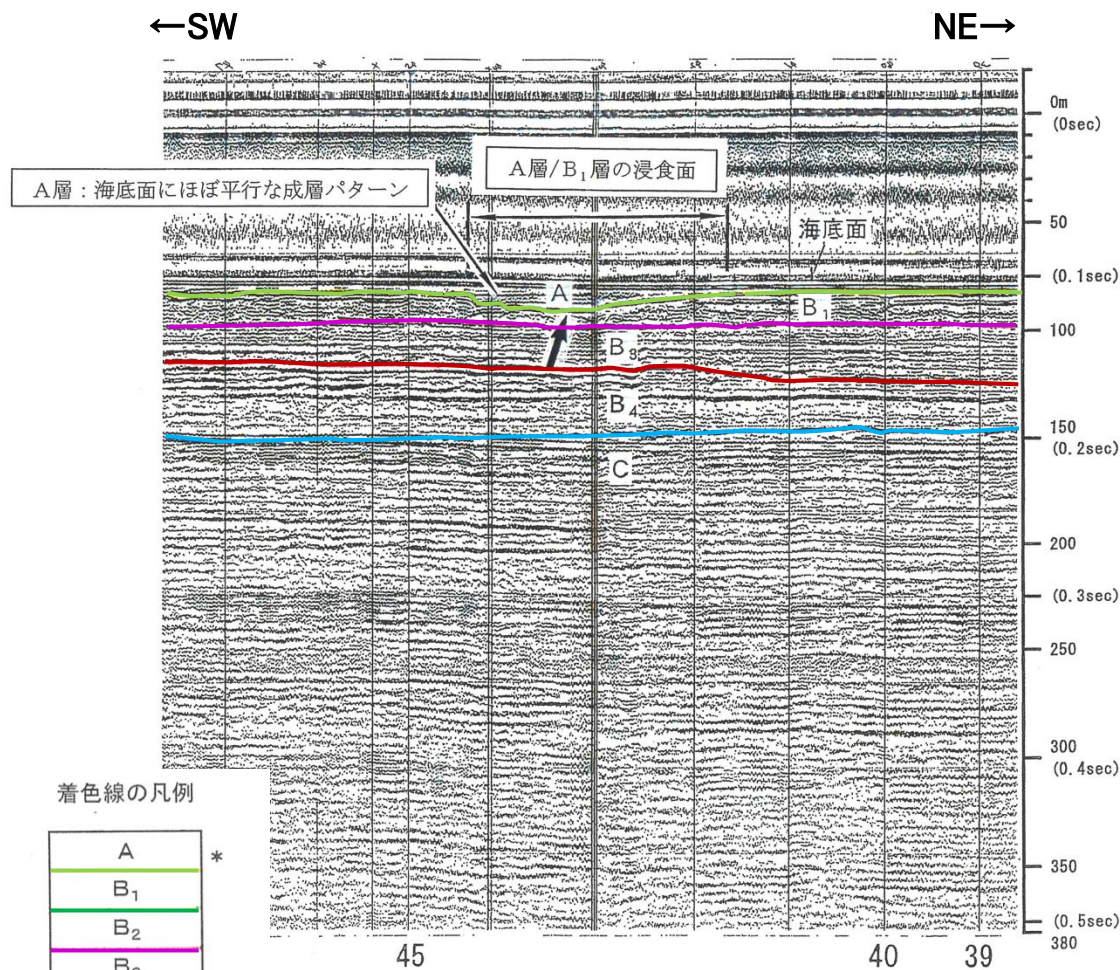 ←SW
NE→
0m
(0sec)
A層/B₁層の浸食面
A層：海底面にほぼ平行な成層パターン
50
海底面
(0.1sec)
A
B₁
100
B₃
B₄
150
(0.2sec)
C
200
(0.3sec)
250
300
(0.4sec)
着色線の凡例
A
*
B₁
350
B₂
(0.5sec)
380
45
40
39